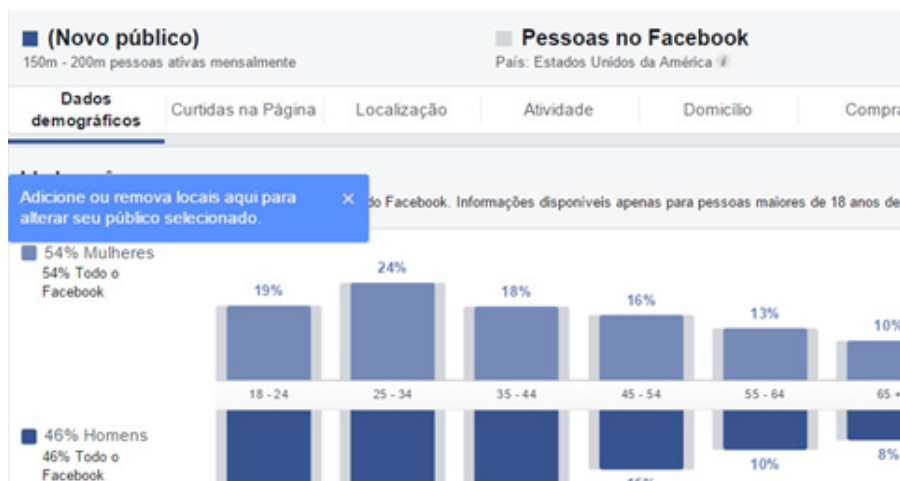 (Novo público)
150m - 200m pessoas ativas mensalmente
Pessoas no Facebook
País: Estados Unidos da América
Dados demográficos
Curtidas na Página
Localização
Atividade
Domicílio
Compra
Adicione ou remova locais aqui para
alterar seu público selecionado.
do Facebook. Informações disponíveis apenas para pessoas maiores de 18 anos de
54% Mulheres
54% Todo o
Facebook
19%
24%
18%
16%
13%
10%
18 - 24
25 - 34
35 - 44
45 - 54
55 - 64
65 +
46% Homens
46% Todo o
Facebook
10%
8%